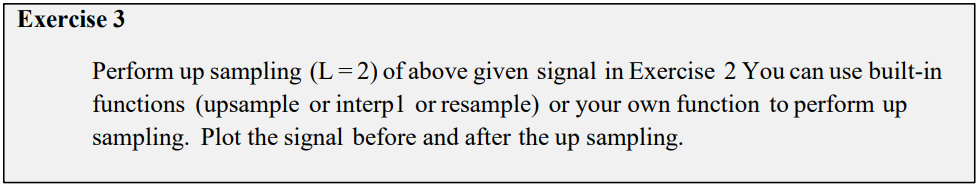 Exercise 3
Perform up sampling (L = 2) of above given signal in Exercise 2 You can use built-in
functions (upsample or interp1 or resample) or your own function to perform up
sampling. Plot the signal before and after the up sampling.